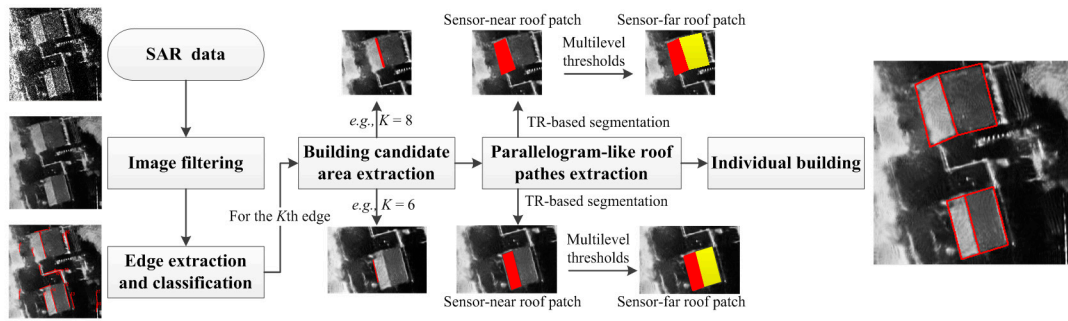 SAR data
Image filtering
Edge extraction
and classification
For the Kth edge
e.g., K = 8
Building candidate
area extraction
e.g., K = 6
Sensor-near roof patch
Multilevel
thresholds
Sensor-far roof patch
TR-based segmentation
Parallelogram-like roof
pathes extraction
TR-based segmentation
Sensor-near roof patch
Multilevel
thresholds
Sensor-far roof patch
Individual building